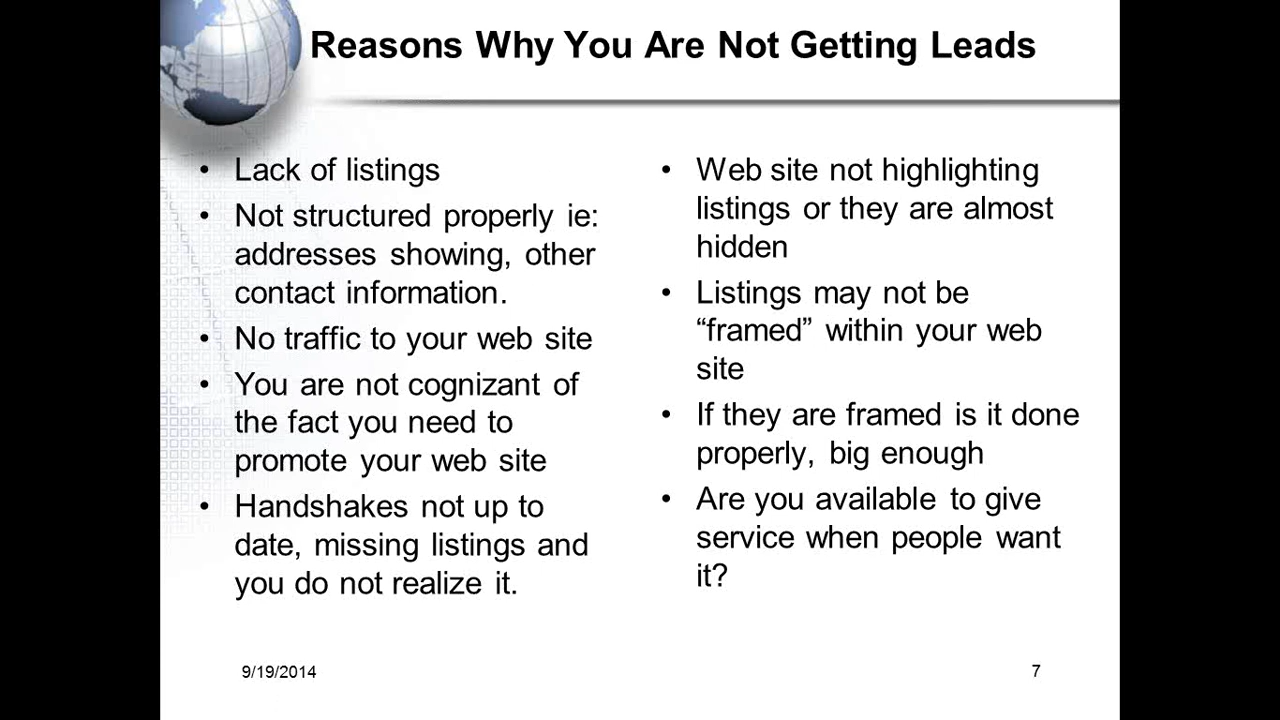 Reasons Why You Are Not Getting Leads
• Lack of listings
• Not structured properly ie:
addresses showing, other
contact information.
• No traffic to your web site
• You are not cognizant of
the fact you need to
promote your web site
• Handshakes not up to
date, missing listings and
you do not realize it.
• Web site not highlighting
listings or they are almost
hidden
• Listings may not be
“framed” within your web
site
• If they are framed is it done
properly, big enough
• Are you available to give
service when people want
it?
9/19/2014
7